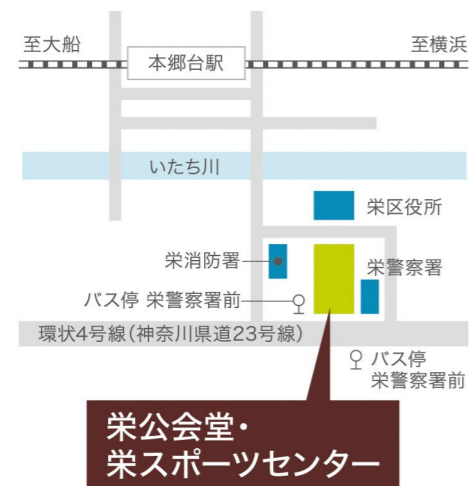 至大船
至横浜
本郷台駅
いたち川
栄区役所
栄消防署
栄警察署
バス停 栄警察署前
環状4号線(神奈川県道23号線)
バス停
栄警察署前
栄公会堂・
栄スポーツセンター